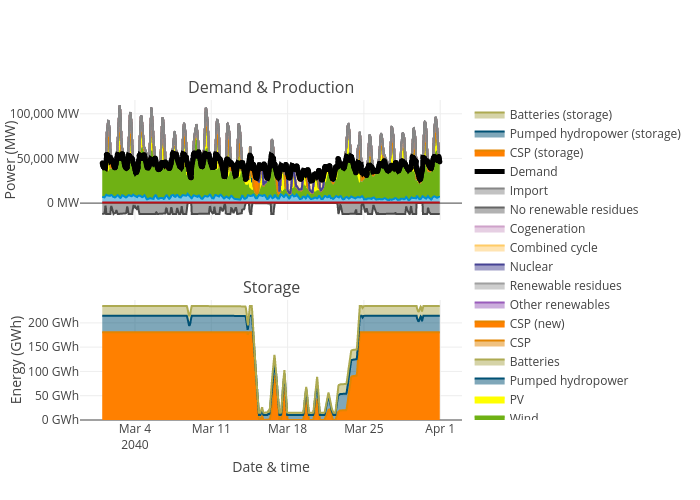 Demand & Production
Power (MW)
100,000 MW
50,000 MW
0 MW
Storage
Energy (GWh)
200 GWh
150 GWh
100 GWh
50 GWh
0 GWh
Mar 4
2040
Mar 11
Mar 18
Mar 25
Apr 1
Date & time
Batteries (storage)
Pumped hydropower (storage)
CSP (storage)
Demand
Import
No renewable residues
Cogeneration
Combined cycle
Nuclear
Renewable residues
Other renewables
CSP (new)
CSP
Batteries
Pumped hydropower
PV
Wind